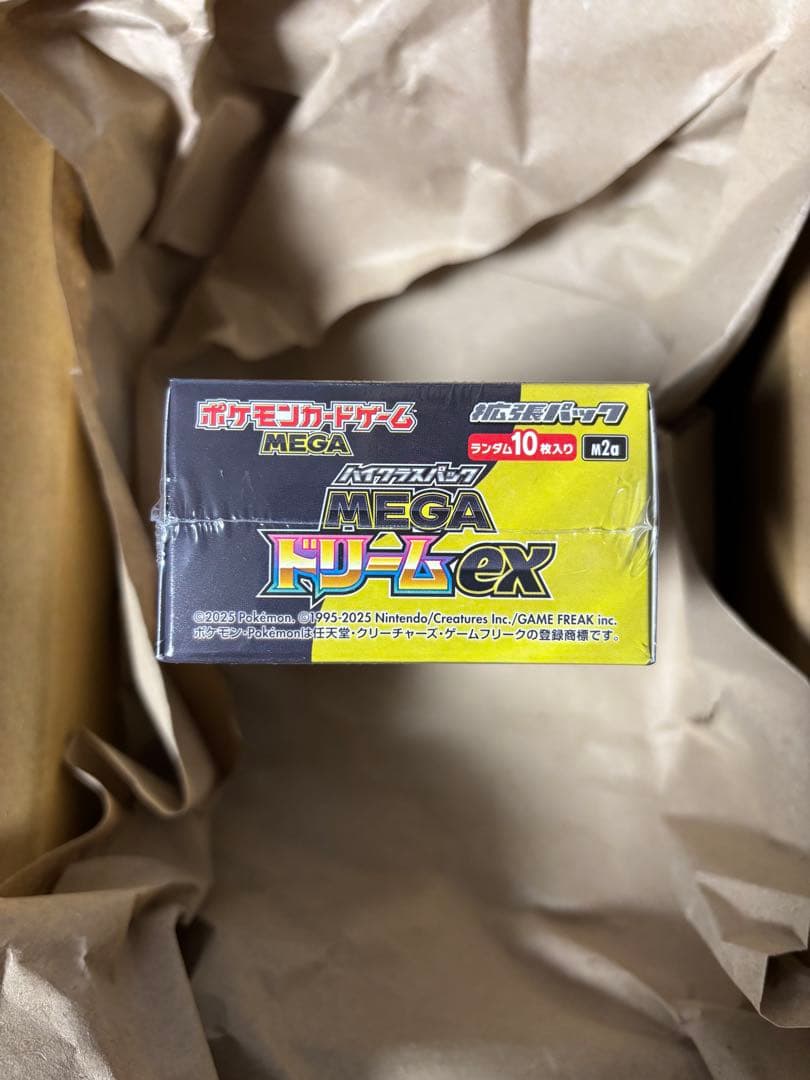 ポケモンカードゲーム
MEGA
拡張パック
ランダム10枚入り M2a
ハイクラスパック
MEGA
ドリームex
©2025 Pokémon. ©1995-2025 Nintendo/Creatures Inc./GAME FREAK inc.
ポケモン・Pokémonは任天堂・クリーチャーズ・ゲームフリークの登録商標です。